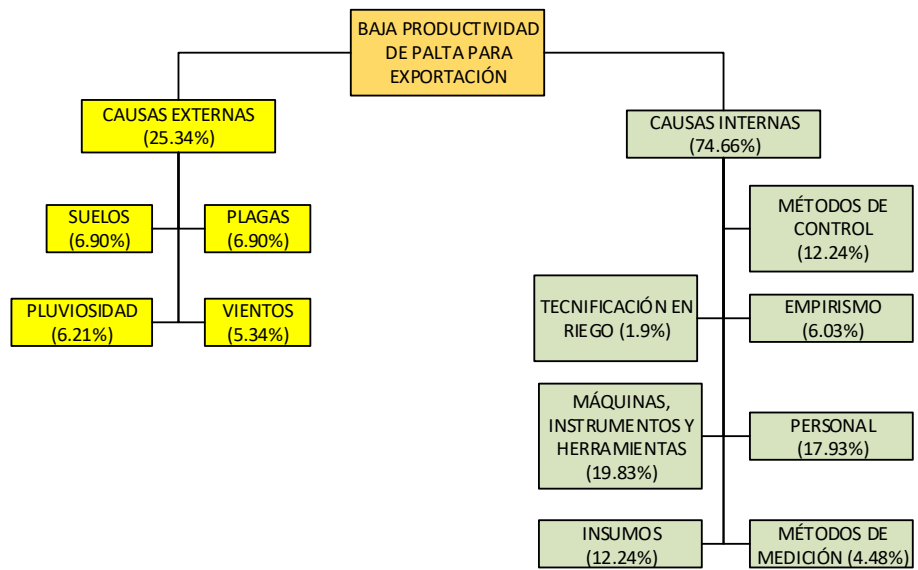 BAJA PRODUCTIVIDAD
DE PALTA PARA
EXPORTACIÓN
CAUSAS EXTERNAS
(25.34%)
SUELOS
(6.90%)
PLAGAS
(6.90%)
PLUVIOSIDAD
(6.21%)
VIENTOS
(5.34%)
CAUSAS INTERNAS
(74.66%)
MÉTODOS DE
CONTROL
(12.24%)
TECNIFICACIÓN EN
RIEGO (1.9%)
EMPIRISMO
(6.03%)
MÁQUINAS,
INSTRUMENTOS Y
HERRAMIENTAS
(19.83%)
PERSONAL
(17.93%)
INSUMOS
(12.24%)
MÉTODOS DE
MEDICIÓN (4.48%)